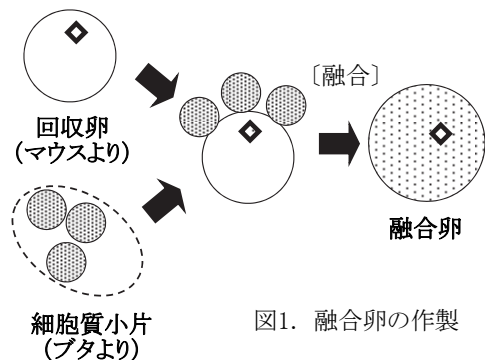 〔融合〕
回収卵
(マウスより)
融合卵
細胞質小片
(ブタより)
図1. 融合卵の作製